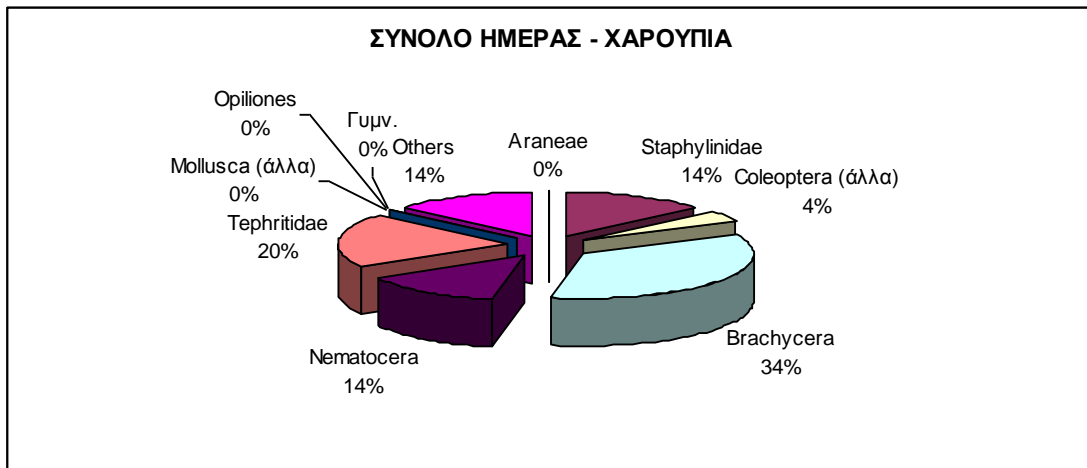 ΣΥΝΟΛΟ ΗΜΕΡΑΣ - ΧΑΡΟΥΠΙΑ
Opiliones
0%
Γυμν.
0%
Mollusca (άλλα)
0%
Others
14%
Araneae
0%
Staphylinidae
14%
Coleoptera (άλλα)
4%
Tephritidae
20%
Brachycera
34%
Nematocera
14%